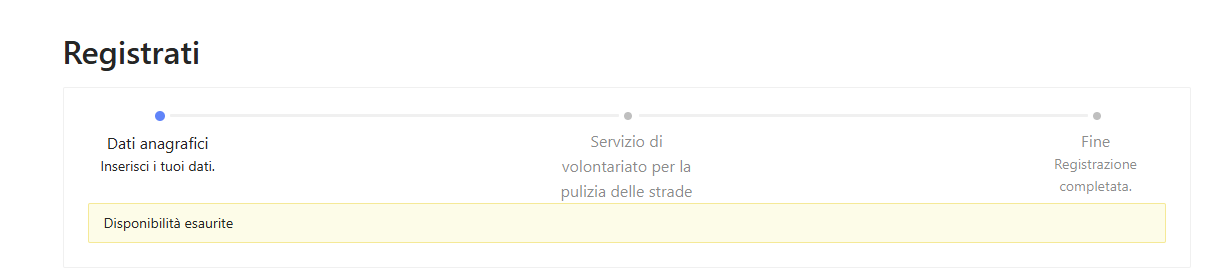 Registrati
Dati anagrafici
Inserisci i tuoi dati.
Servizio di
volontariato per la
pulizia delle strade
Fine
Registrazione
completata.
Disponibilità esaurite